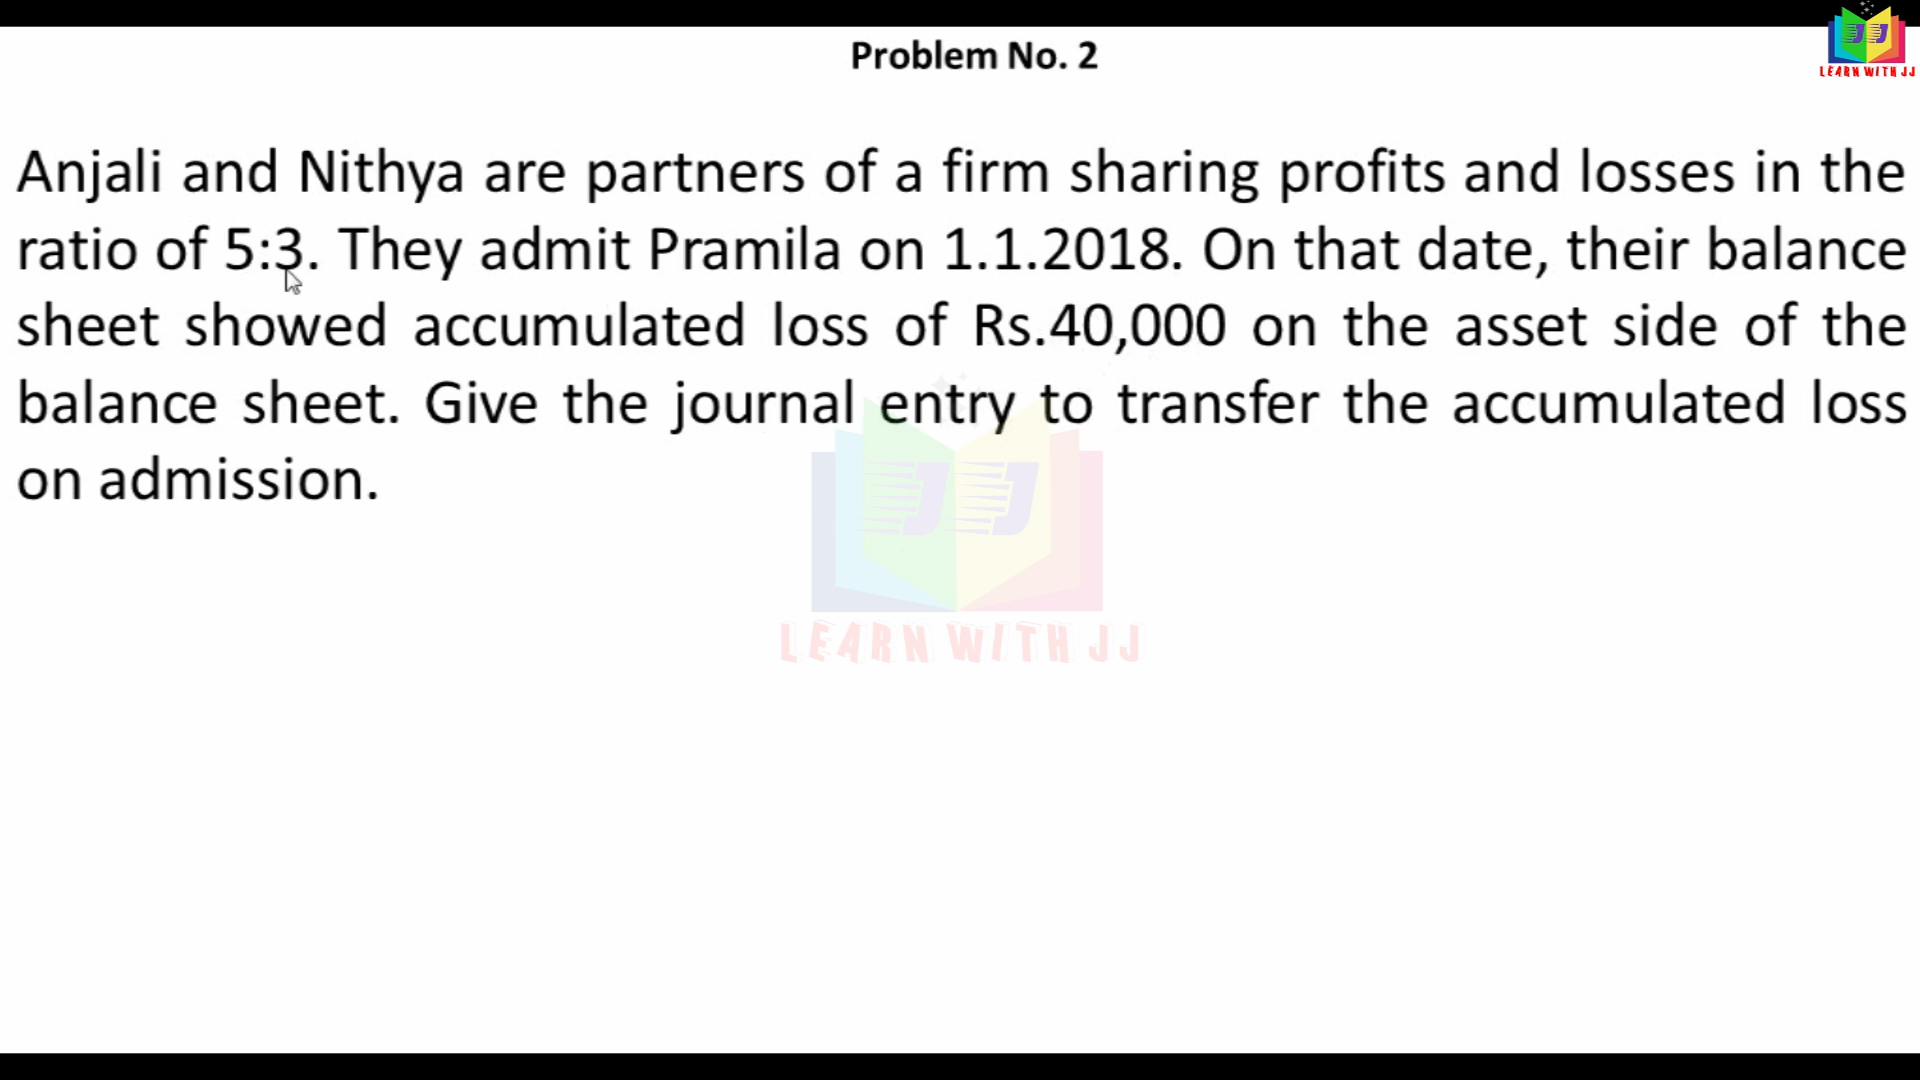 Problem No. 2
LEARN WITH JJ
Anjali and Nithya are partners of a firm sharing profits and losses in the
ratio of 5:3. They admit Pramila on 1.1.2018. On that date, their balance
sheet showed accumulated loss of Rs.40,000 on the asset side of the
balance sheet. Give the journal entry to transfer the accumulated loss
on admission.
JJ
LEARN WITH JJ